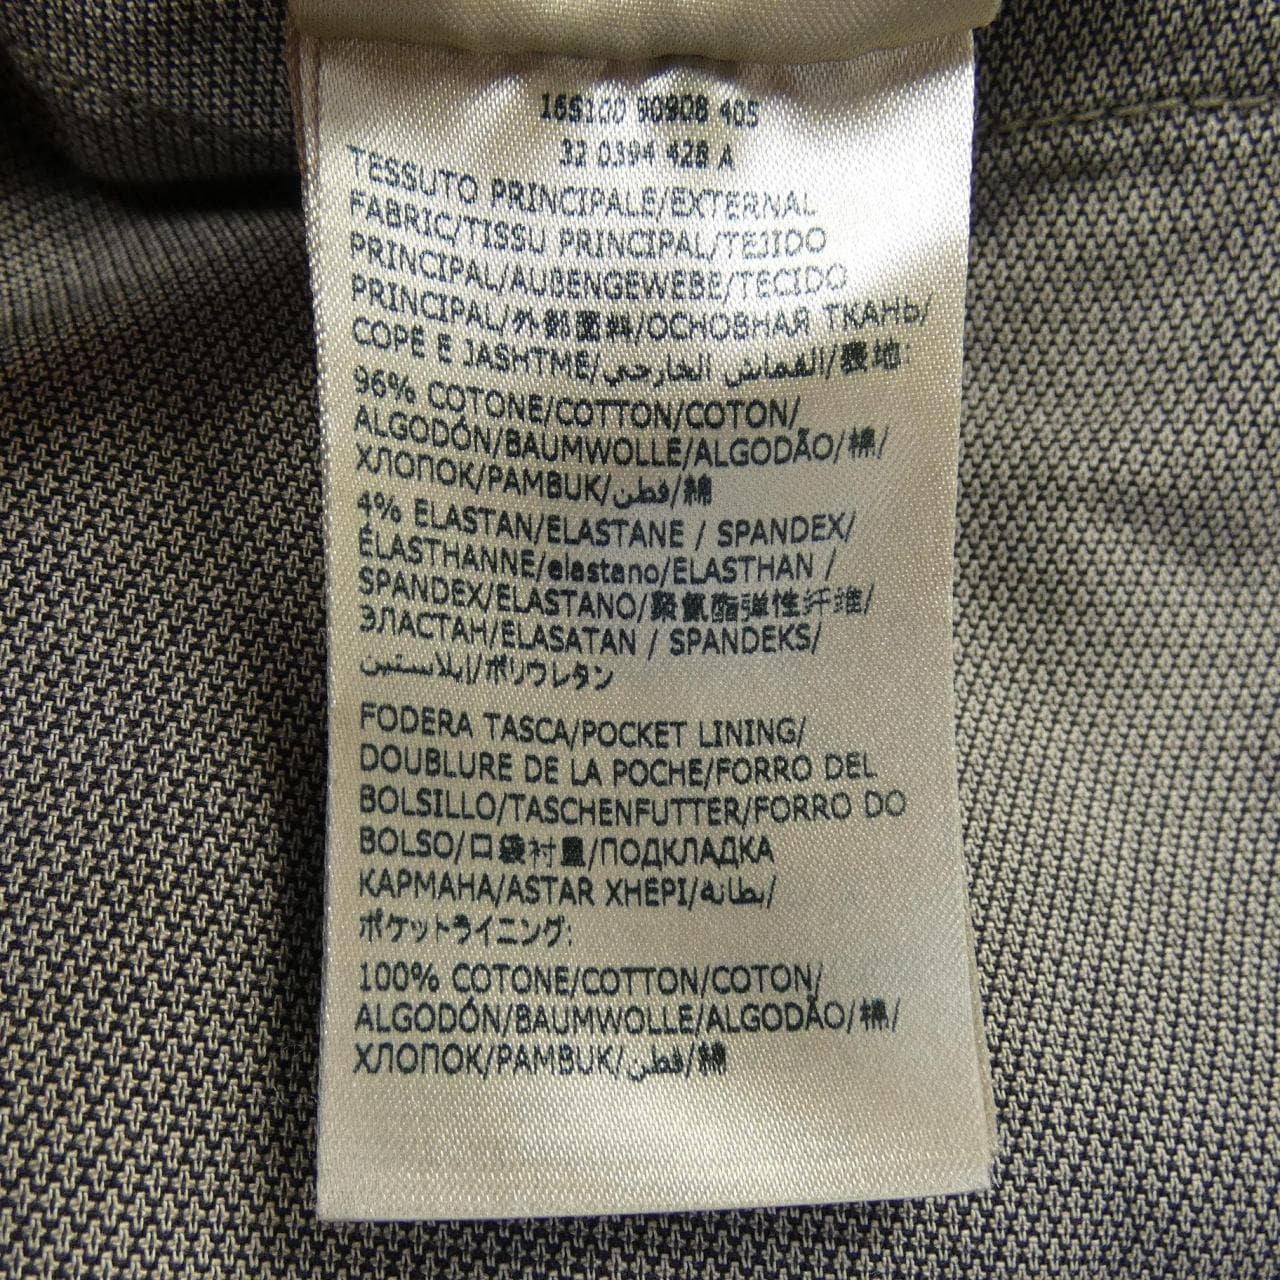 16S100 90908 405
32 0394 428 A
TESSUTO PRINCIPALE/EXTERNAL
FABRIC/TISSU PRINCIPAL/TEJIDO
PRINCIPAL/AUßENGEWEBE/TECIDO
PRINCIPAL/外部面料/ОСНОВНАЯ ТКАНЬ/
COPË E JASHTME/القماش الخارجي/表地:
96% COTONE/COTTON/COTON/
ALGODÓN/BAUMWOLLE/ALGODÃO/棉/
ХЛОПОК/PAMBUK/قطن/綿
4% ELASTAN/ELASTANE / SPANDEX/
ÉLASTHANNE/elastano/ELASTHAN /
SPANDEX/ELASTANO/聚氨酯弹性纤维/
ЭЛАСТАН/ELASATAN / SPANDEKS/
إيلاستين/ポリウレタン
FODERA TASCA/POCKET LINING/
DOUBLURE DE LA POCHE/FORRO DEL
BOLSILLO/TASCHENFUTTER/FORRO DO
BOLSO/口袋衬里/ПОДКЛАДКА
КАРМАНА/ASTAR XHEPI/بطانة/
ポケットライニング:
100% COTONE/COTTON/COTON/
ALGODÓN/BAUMWOLLE/ALGODÃO/棉/
ХЛОПОК/PAMBUK/قطن/綿